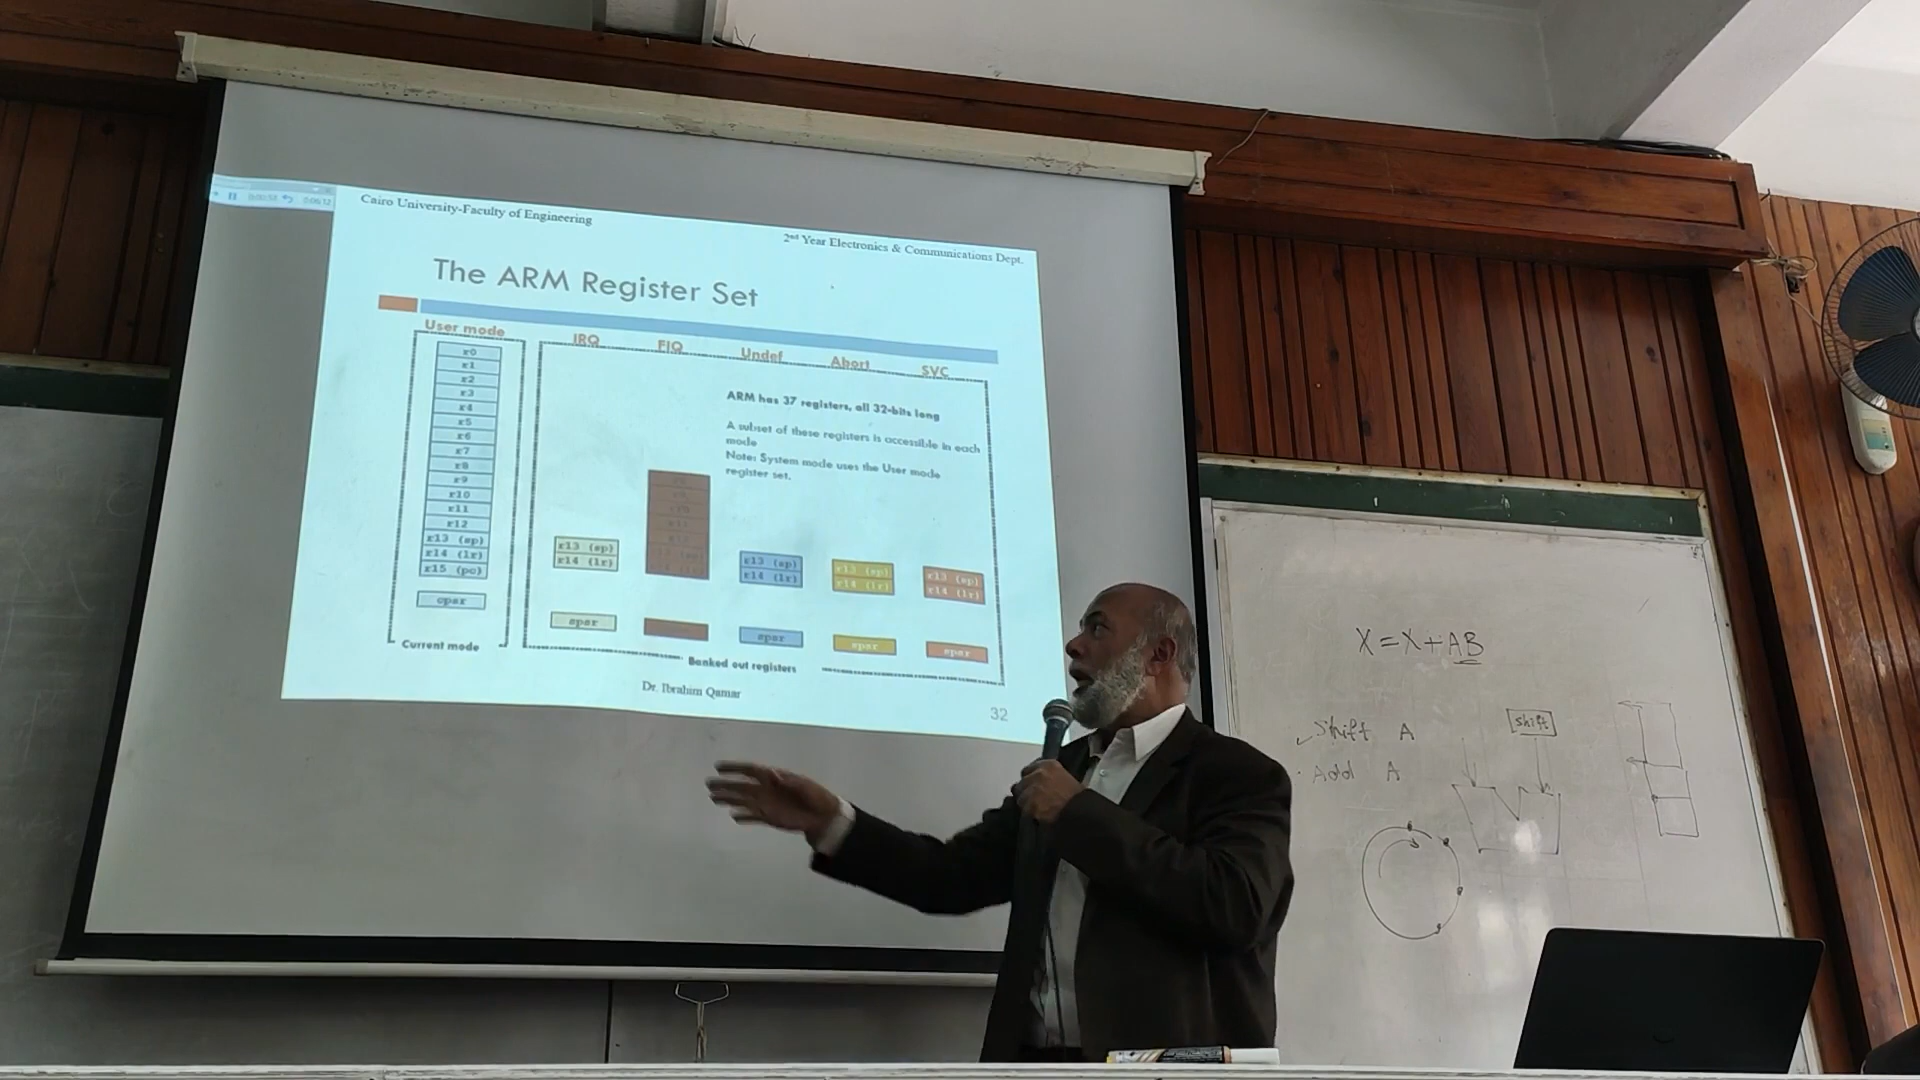 Cairo University-Faculty of Engineering
2nd Year Electronics & Communications Dept.
The ARM Register Set
User mode
IRQ
FIQ
Undef
Abort
SVC
r0
r1
r2
r3
r4
r5
r6
r7
r8
r9
r10
r11
r12
r13 (sp)
r14 (lr)
r15 (pc)
cpsr
Current mode
ARM has 37 registers, all 32-bits long
A subset of these registers is accessible in each
mode
Note: System mode uses the User mode
register set.
r13 (sp)
r14 (lr)
r13 (sp)
r14 (lr)
r13 (sp)
r14 (lr)
r13 (sp)
r14 (lr)
spsr
spsr
spsr
spsr
Banked out registers
Dr. Ibrahim Qamar
32
X=X+AB
Shift A
Add A
Shift